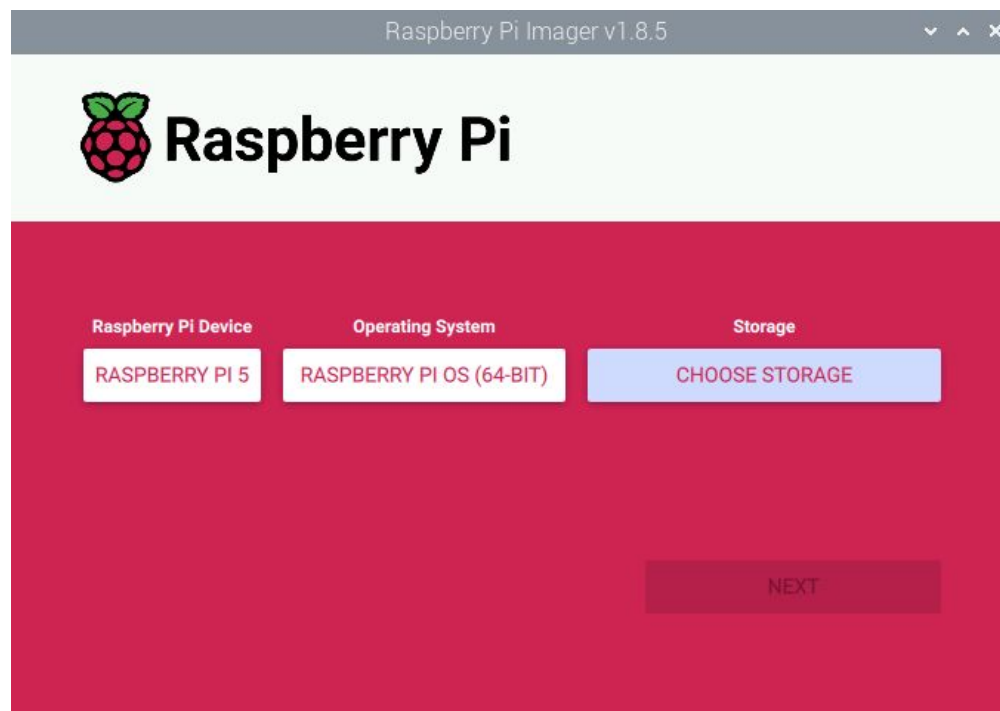 Raspberry Pi Imager v1.8.5
Raspberry Pi
Raspberry Pi Device
Operating System
Storage
RASPBERRY PI 5
RASPBERRY PI OS (64-BIT)
CHOOSE STORAGE
NEXT